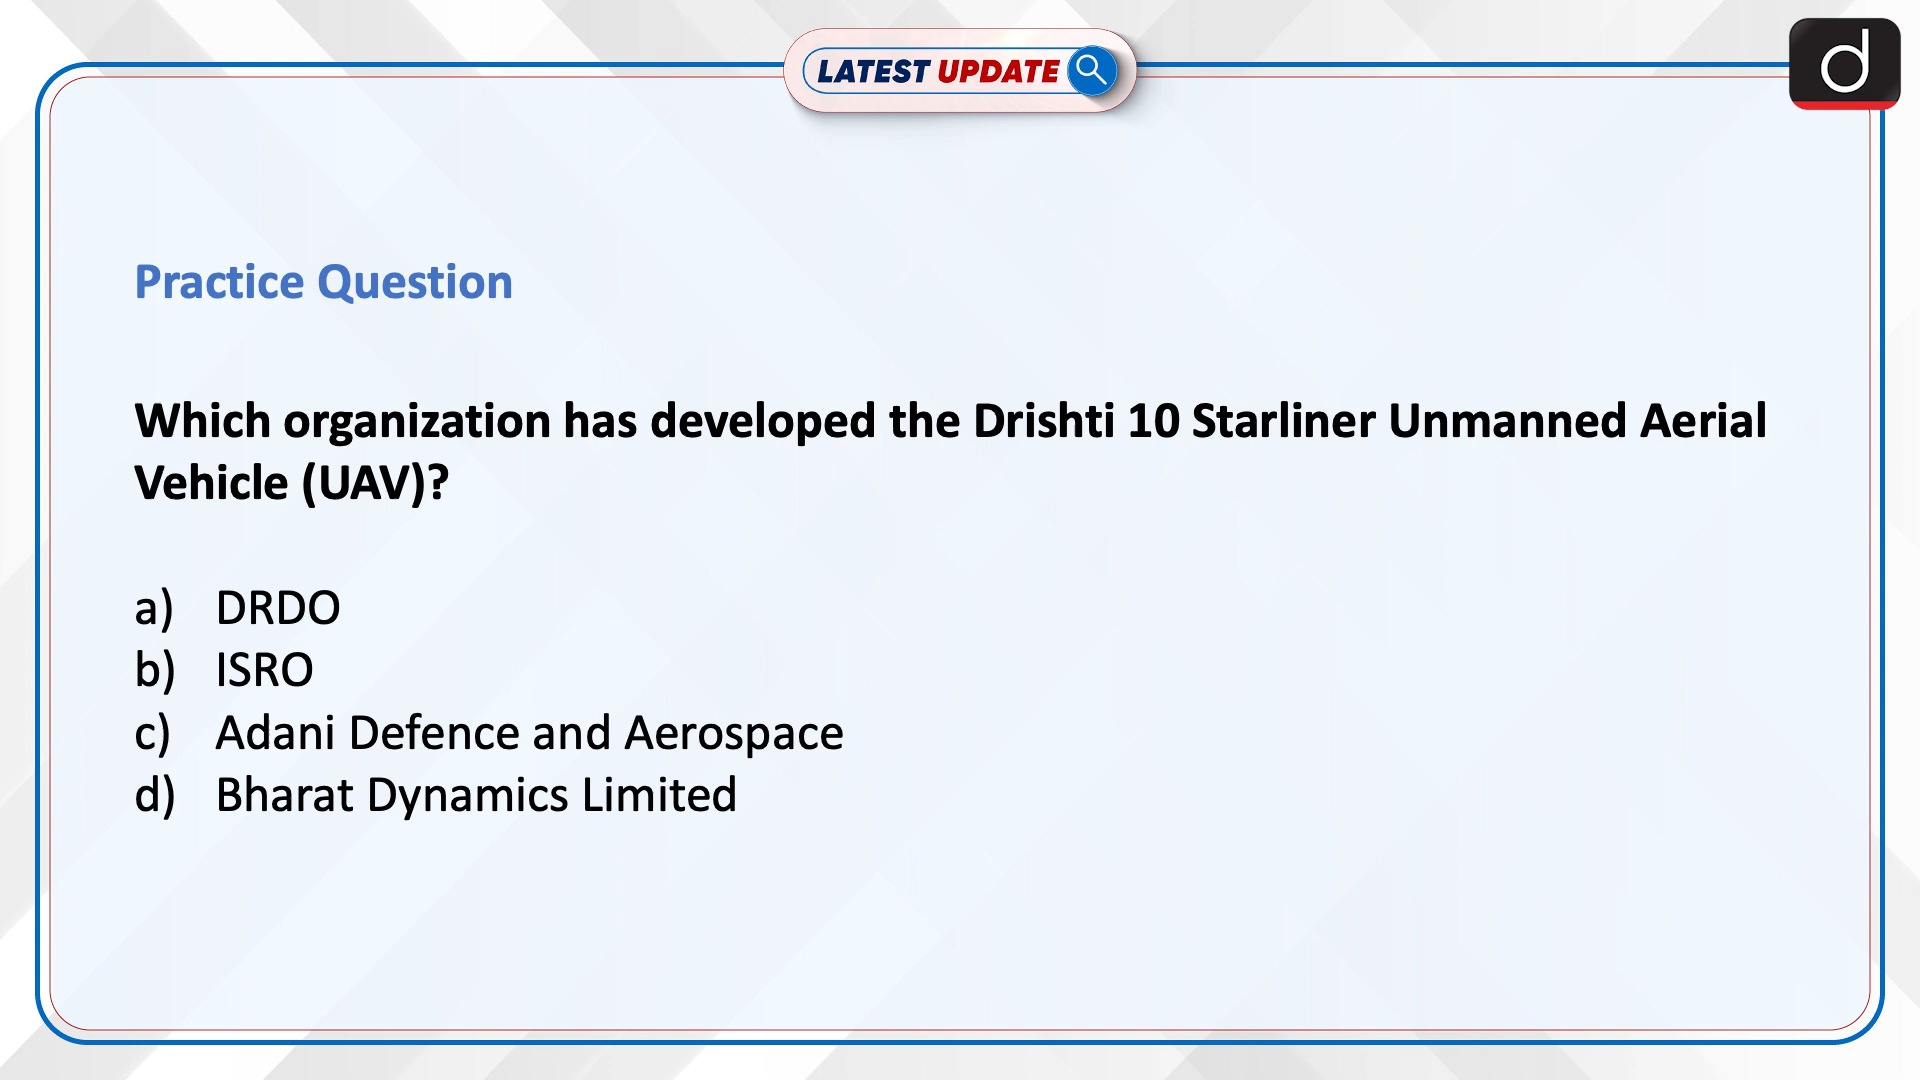 LATEST UPDATE
d
Practice Question
Which organization has developed the Drishti 10 Starliner Unmanned Aerial
Vehicle (UAV)?
a) DRDO
b) ISRO
c) Adani Defence and Aerospace
d) Bharat Dynamics Limited